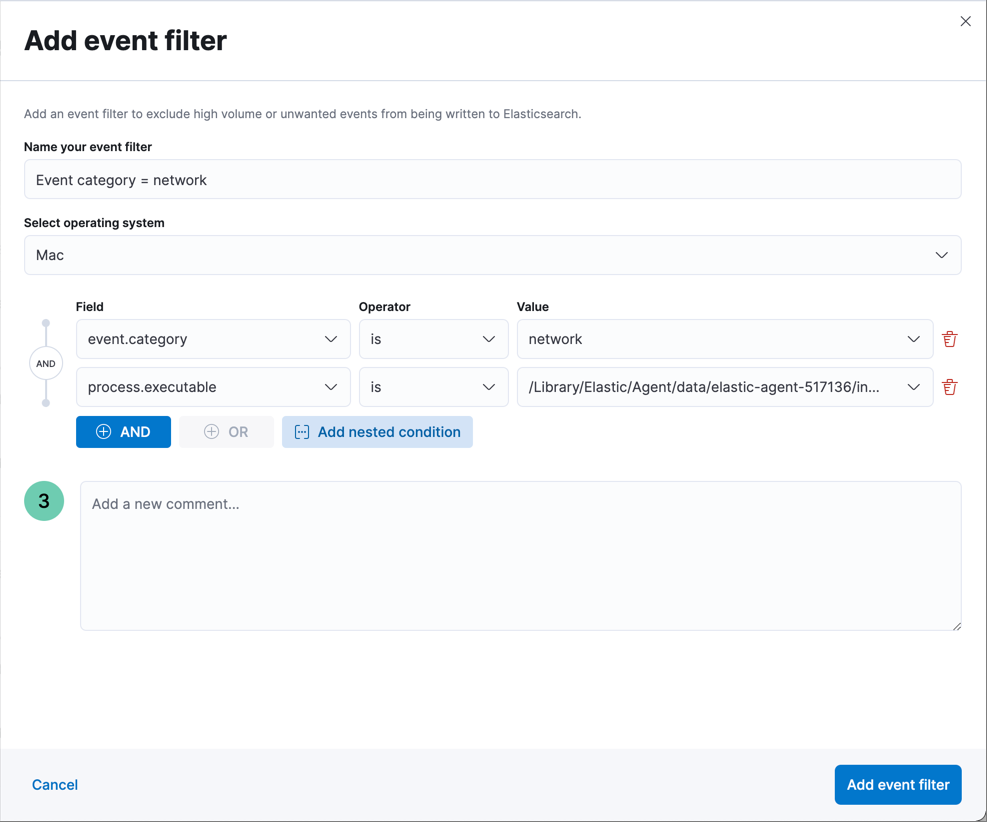 Add event filter
Add an event filter to exclude high volume or unwanted events from being written to Elasticsearch.
Name your event filter
Event category = network
Select operating system
Mac
Field Operator Value
event.category is network
AND
process.executable is /Library/Elastic/Agent/data/elastic-agent-517136/in...
AND OR Add nested condition
3 Add a new comment...
Cancel Add event filter